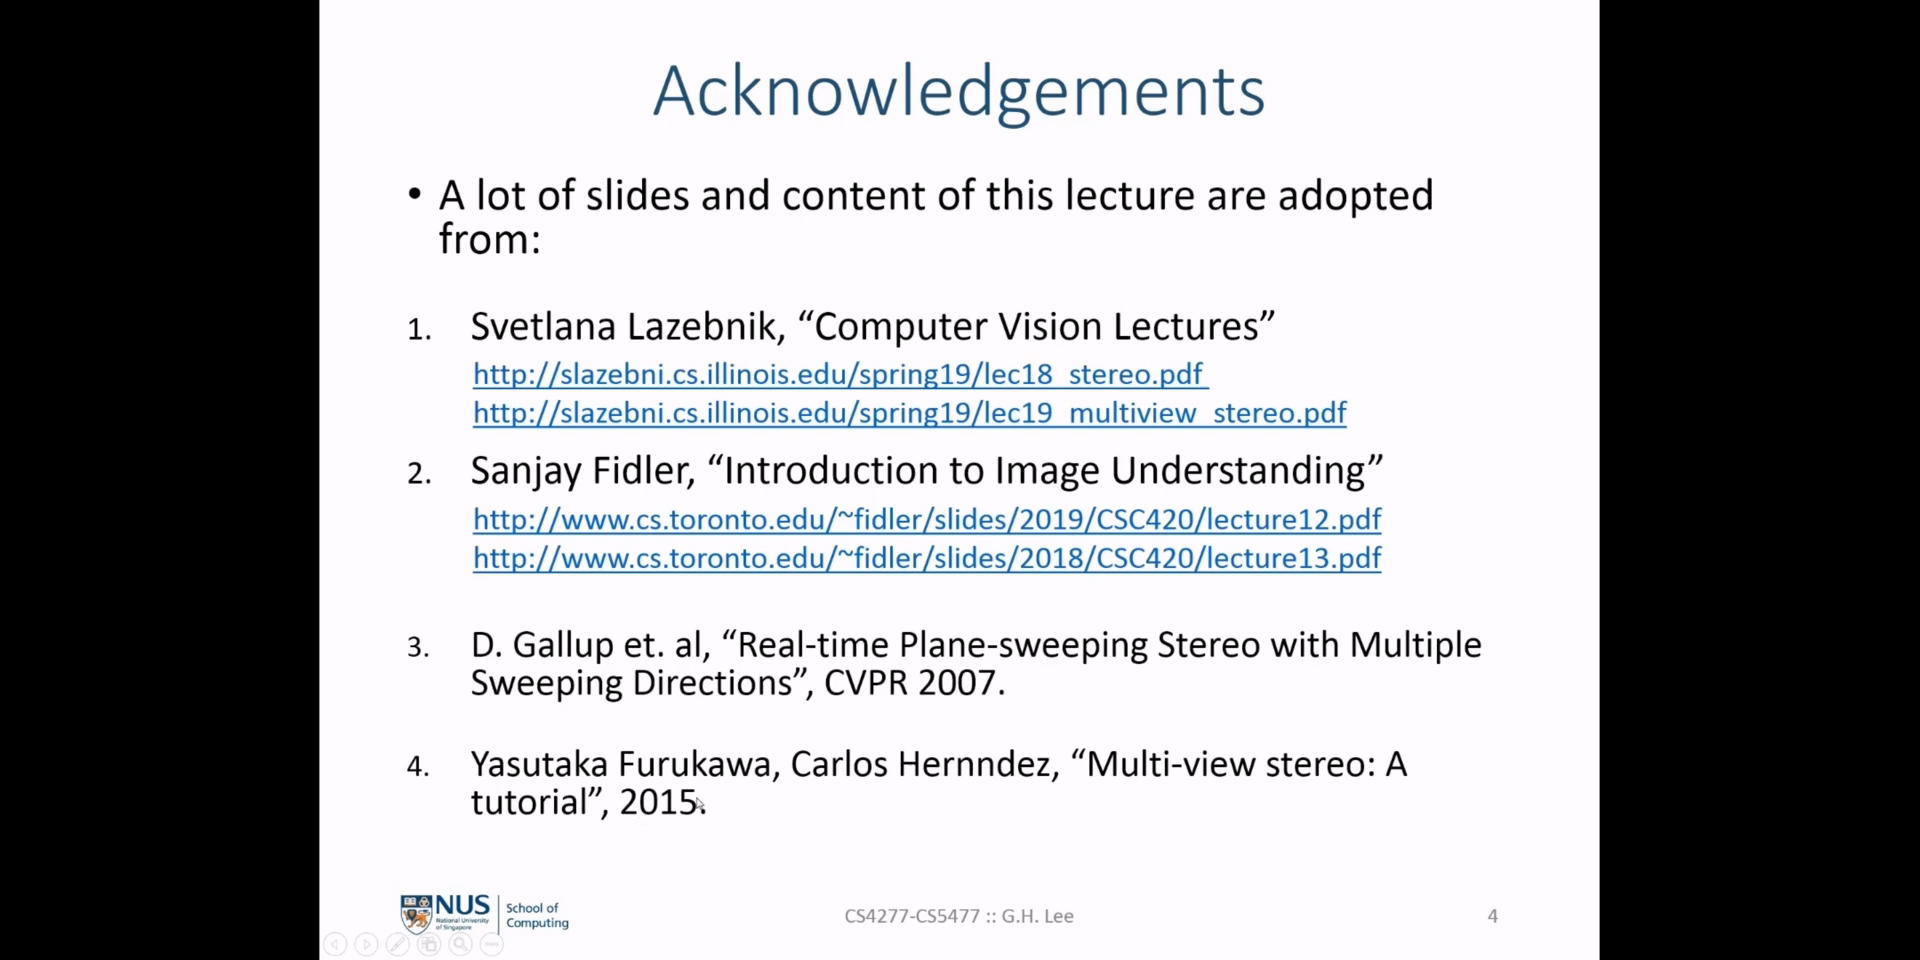 Acknowledgements
• A lot of slides and content of this lecture are adopted
from:
1. Svetlana Lazebnik, “Computer Vision Lectures”
http://slazebni.cs.illinois.edu/spring19/lec18_stereo.pdf
http://slazebni.cs.illinois.edu/spring19/lec19_multiview_stereo.pdf
2. Sanjay Fidler, “Introduction to Image Understanding”
http://www.cs.toronto.edu/~fidler/slides/2019/CSC420/lecture12.pdf
http://www.cs.toronto.edu/~fidler/slides/2018/CSC420/lecture13.pdf
3. D. Gallup et. al, “Real-time Plane-sweeping Stereo with Multiple
Sweeping Directions”, CVPR 2007.
4. Yasutaka Furukawa, Carlos Hernndez, “Multi-view stereo: A
tutorial”, 2015.
NUS
National University
of Singapore
School of
Computing
CS4277-CS5477 :: G.H. Lee
4